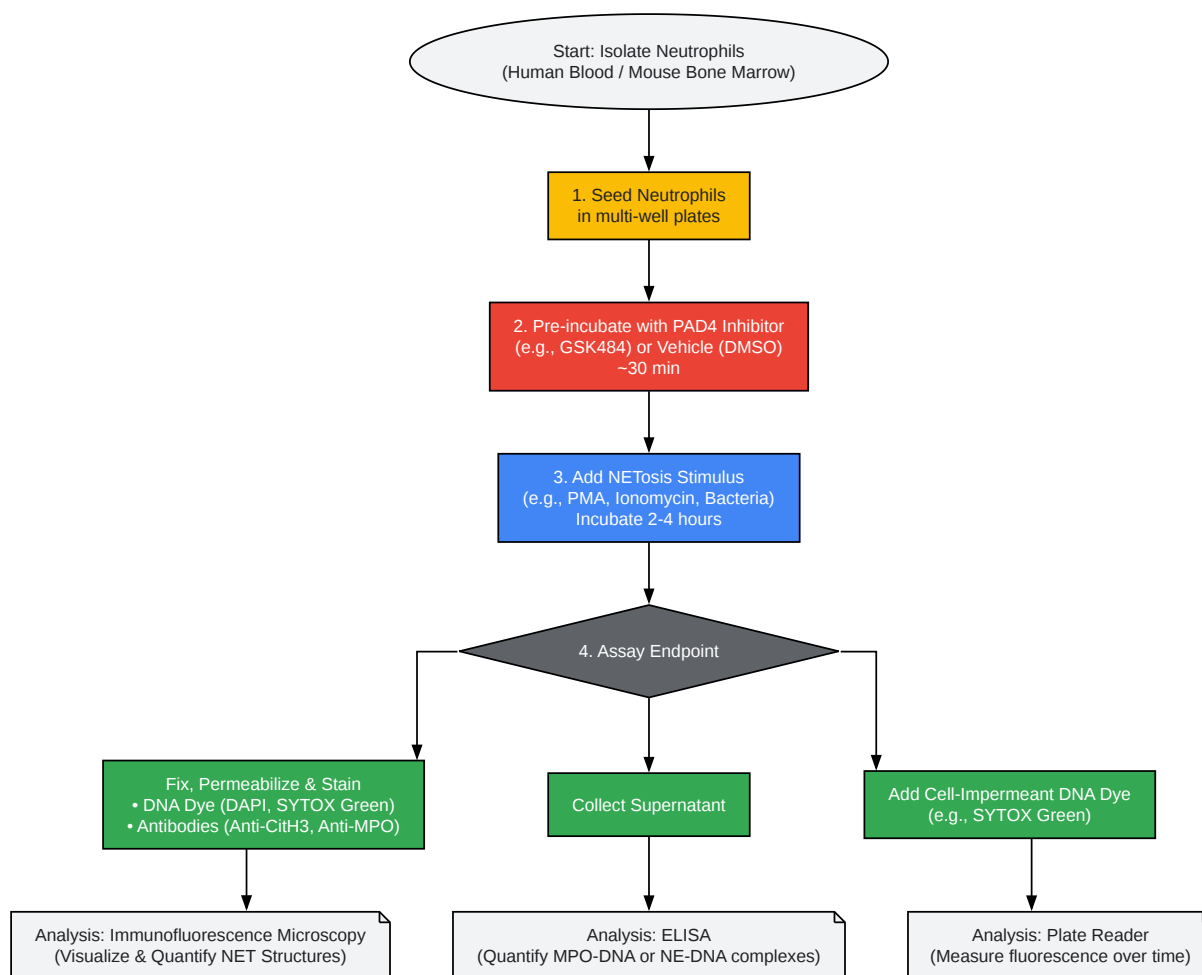 Start: Isolate Neutrophils
(Human Blood / Mouse Bone Marrow)
1. Seed Neutrophils
in multi-well plates
2. Pre-incubate with PAD4 Inhibitor
(e.g., GSK484) or Vehicle (DMSO)
~30 min
3. Add NETosis Stimulus
(e.g., PMA, Ionomycin, Bacteria)
Incubate 2-4 hours
4. Assay Endpoint
Fix, Permeabilize & Stain
• DNA Dye (DAPI, SYTOX Green)
• Antibodies (Anti-CitH3, Anti-MPO)
Collect Supernatant
Add Cell-Impermeant DNA Dye
(e.g., SYTOX Green)
Analysis: Immunofluorescence Microscopy
(Visualize & Quantify NET Structures)
Analysis: ELISA
(Quantify MPO-DNA or NE-DNA complexes)
Analysis: Plate Reader
(Measure fluorescence over time)